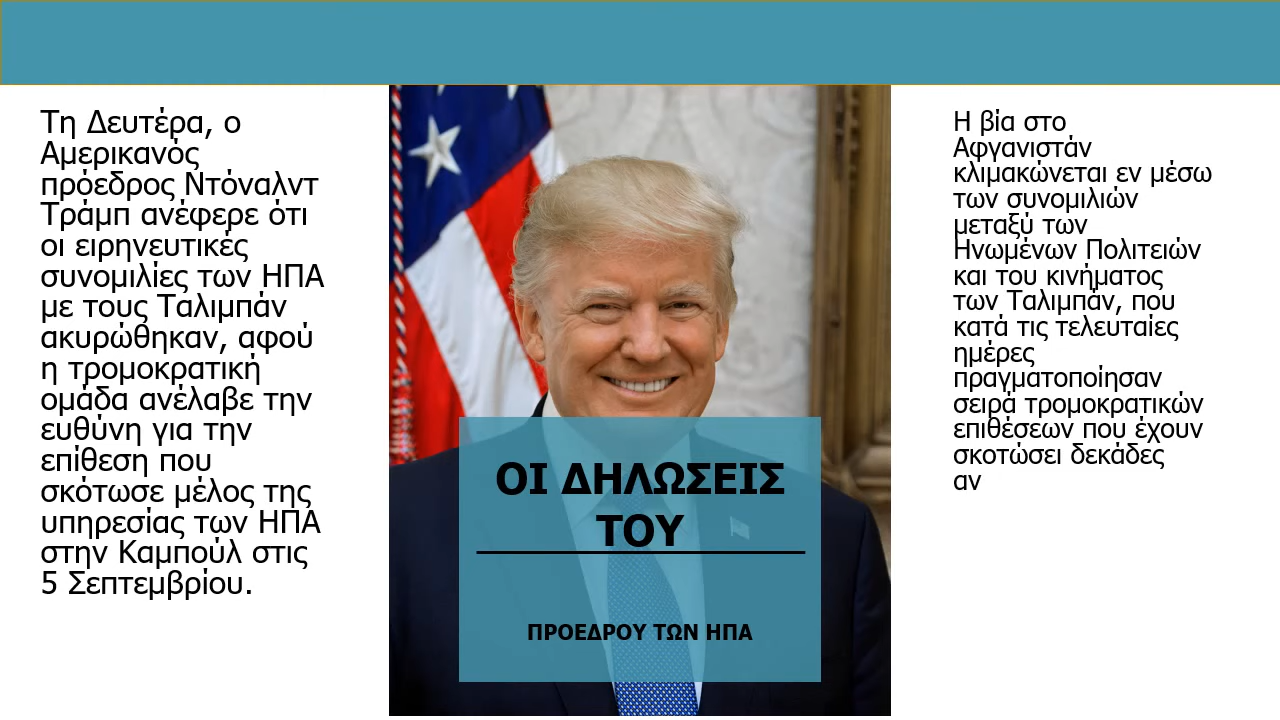 Τη Δευτέρα, ο
Αμερικανός
πρόεδρος Ντόναλντ
Τράμπ ανέφερε ότι
οι ειρηνευτικές
συνομιλίες των ΗΠΑ
με τους Ταλιμπάν
ακυρώθηκαν, αφού
η τρομοκρατική
ομάδα ανέλαβε την
ευθύνη για την
επίθεση που
σκότωσε μέλος της
υπηρεσίας των ΗΠΑ
στην Καμπούλ στις
5 Σεπτεμβρίου.
ΟΙ ΔΗΛΩΣΕΙΣ
ΤΟΥ
ΠΡΟΕΔΡΟΥ ΤΩΝ ΗΠΑ
Η βία στο
Αφγανιστάν
κλιμακώνεται εν μέσω
των συνομιλιών
μεταξύ των
Ηνωμένων Πολιτειών
και του κινήματος
των Ταλιμπάν, που
κατά τις τελευταίες
ημέρες
πραγματοποίησαν
σειρά τρομοκρατικών
επιθέσεων που έχουν
σκοτώσει δεκάδες
αν